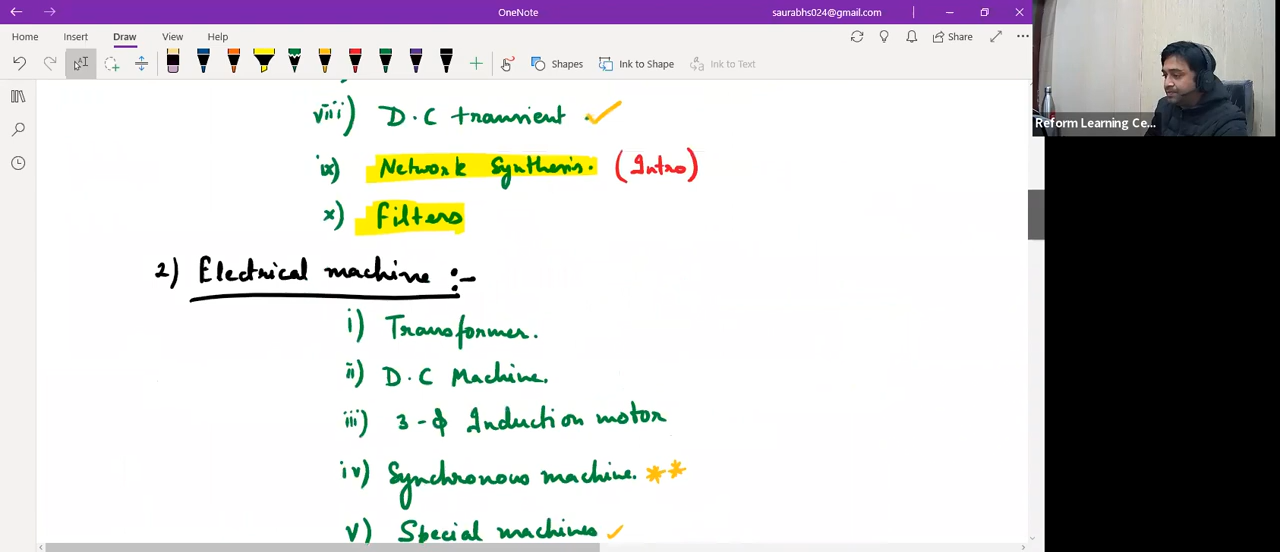 OneNote
saurabhs024@gmail.com
Home Insert Draw View Help
Share
Shapes Ink to Shape Ink to Text
viii) D.C transient.
ix) Network Synthesis. (Intro)
x) Filters
2) Electrical machine :-
i) Transformer.
ii) D.C Machine.
iii) 3-ϕ Induction motor
iv) Synchronous machine. **
v) Special machines
Reform Learning Ce...